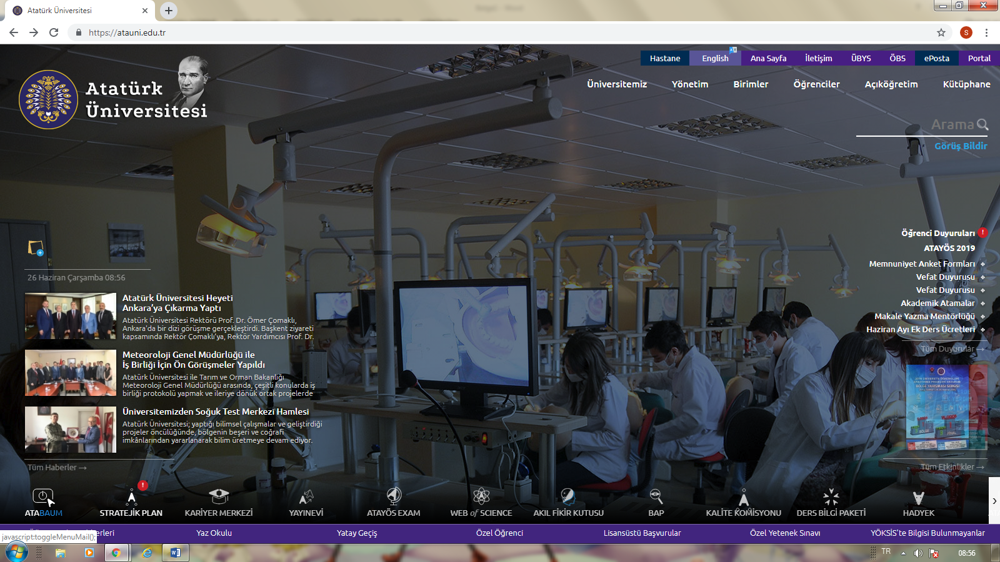 Atatürk Üniversitesi
https://atauni.edu.tr
S
Hastane English Ana Sayfa İletişim ÜBYS ÖBS ePosta Portal
Üniversitemiz Yönetim Birimler Öğrenciler Açıköğretim Kütüphane
Atatürk
Üniversitesi
Arama
Görüş Bildir
26 Haziran Çarşamba 08:56
Atatürk Üniversitesi Heyeti
Ankara'ya Çıkarma Yaptı
Atatürk Üniversitesi Rektörü Prof. Dr. Ömer Çomaklı,
Ankara'da bir dizi görüşme gerçekleştirdi. Başkent ziyareti
kapsamında Rektör Çomaklı'ya, Rektör Yardımcısı Prof. Dr.
Meteoroloji Genel Müdürlüğü ile
İş Birliği İçin Ön Görüşmeler Yapıldı
Atatürk Üniversitesi ile Tarım ve Orman Bakanlığı
Meteoroloji Genel Müdürlüğü arasında, çeşitli konularda iş
birliği protokolü yapmak ve ileriye dönük ortak projelerde
Üniversitemizden Soğuk Test Merkezi Hamlesi
Atatürk Üniversitesi; yaptığı bilimsel çalışmalar ve geliştirdiği
projeler öncülüğünde, bölgenin beşeri ve coğrafi
imkânlarından yararlanarak bilim üretmeye devam ediyor.
Tüm Haberler →
Öğrenci Duyuruları !
ATAYÖS 2019
Memnuniyet Anket Formları
Vefat Duyurusu
Vefat Duyurusu
Akademik Atamalar
Makale Yazma Mentörlüğü
Haziran Ayı Ek Ders Ücretleri
Tüm Duyurular →
BÖLGE YARIŞMASI SERGİSİ
BÖLGE FİNAL
Tüm Etkinlikler →
ATABAUM STRATEJİK PLAN KARİYER MERKEZİ YAYINEVİ ATAYÖS EXAM WEB of SCIENCE AKIL FİKİR KUTUSU BAP KALİTE KOMİSYONU DERS BİLGİ PAKETİ HADYEK
Yaz Okulu Yatay Geçiş Özel Öğrenci Lisansüstü Başvurular Özel Yetenek Sınavı YÖKSİS'te Bilgisi Bulunmayanlar
javascript:toggleMenuMail();
TR 08:56